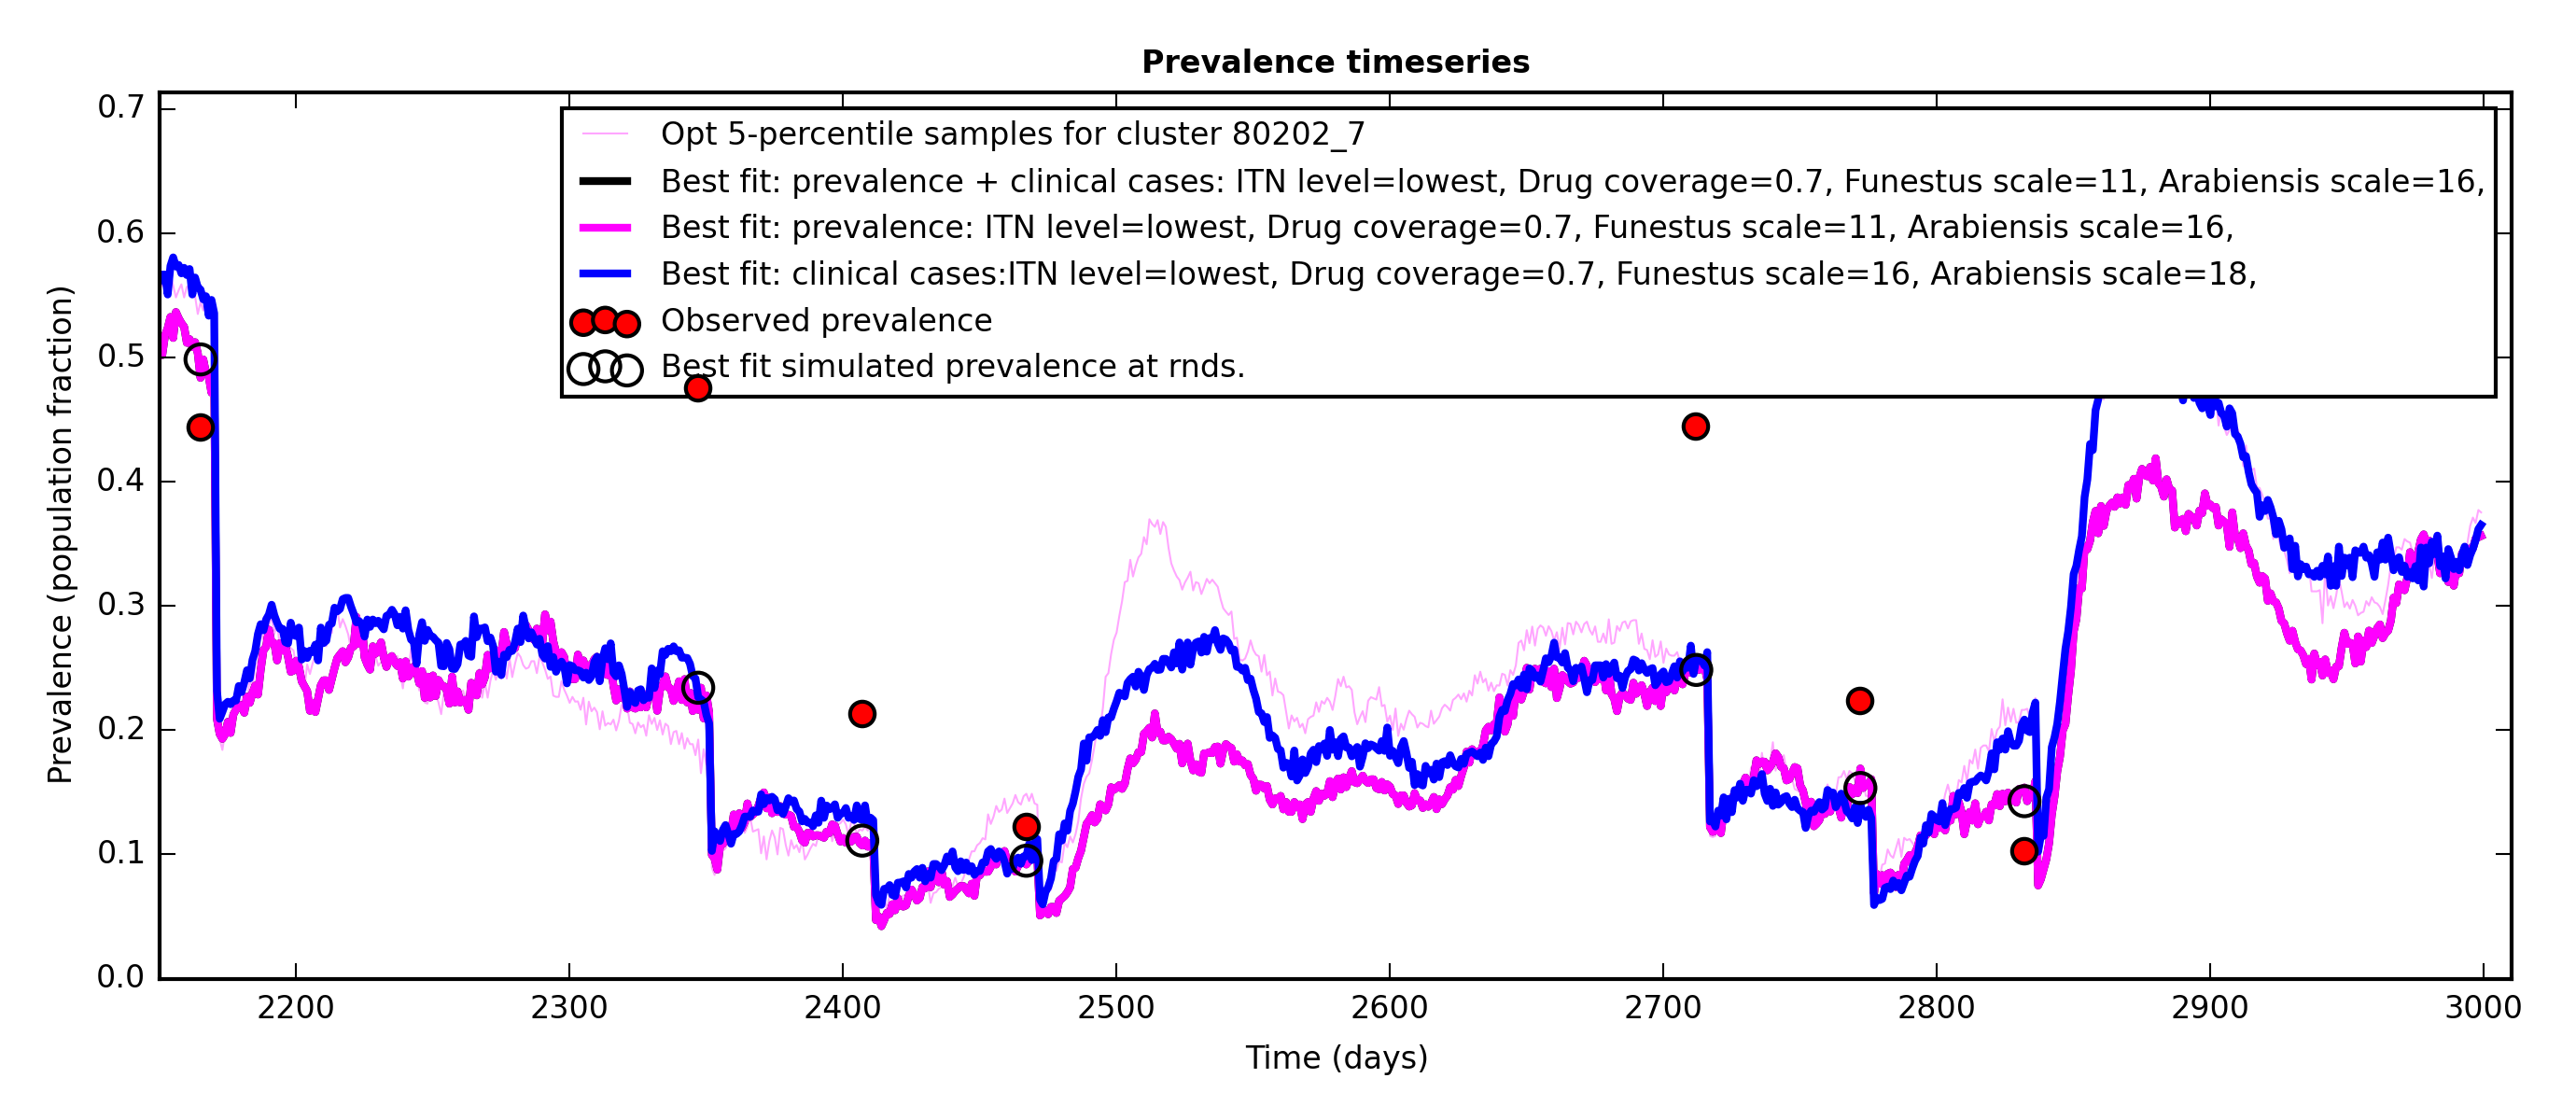 Prevalence timeseries
0.7
0.6
0.5
0.4
0.3
0.2
0.1
0.0
Prevalence (population fraction)
Opt 5-percentile samples for cluster 80202_7
Best fit: prevalence + clinical cases: ITN level=lowest, Drug coverage=0.7, Funestus scale=11, Arabiensis scale=16,
Best fit: prevalence: ITN level=lowest, Drug coverage=0.7, Funestus scale=11, Arabiensis scale=16,
Best fit: clinical cases:ITN level=lowest, Drug coverage=0.7, Funestus scale=16, Arabiensis scale=18,
Observed prevalence
Best fit simulated prevalence at rnds.
2200 2300 2400 2500 2600 2700 2800 2900 3000
Time (days)